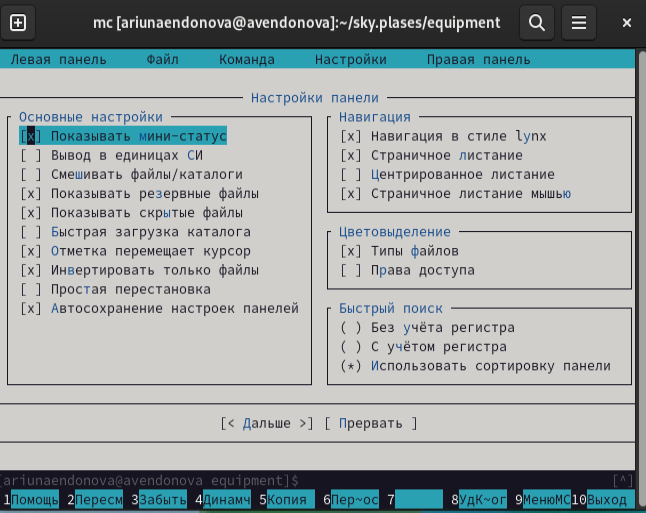 mc [ariunaendonova@avendonova]:~/sky.plases/equipment
Левая панель Файл Команда Настройки Правая панель
Настройки панели
Основные настройки
[x] Показывать мини-статус
[ ] Вывод в единицах СИ
[ ] Смешивать файлы/каталоги
[x] Показывать резервные файлы
[x] Показывать скрытые файлы
[ ] Быстрая загрузка каталога
[x] Отметка перемещает курсор
[x] Инвертировать только файлы
[ ] Простая перестановка
[x] Автосохранение настроек панелей
Навигация
[x] Навигация в стиле lynx
[x] Страничное листание
[ ] Центрированное листание
[x] Страничное листание мышью
Цветовыделение
[x] Типы файлов
[ ] Права доступа
Быстрый поиск
( ) Без учёта регистра
( ) С учётом регистра
(*) Использовать сортировку панели
[< Дальше >] [ Прервать ]
[ariunaendonova@avendonova equipment]$ [^]
1Помощь 2Пересм 3Забыть 4Динамч 5Копия 6Пер~ос 7 8УдК~ог 9МенюMC 10Выход